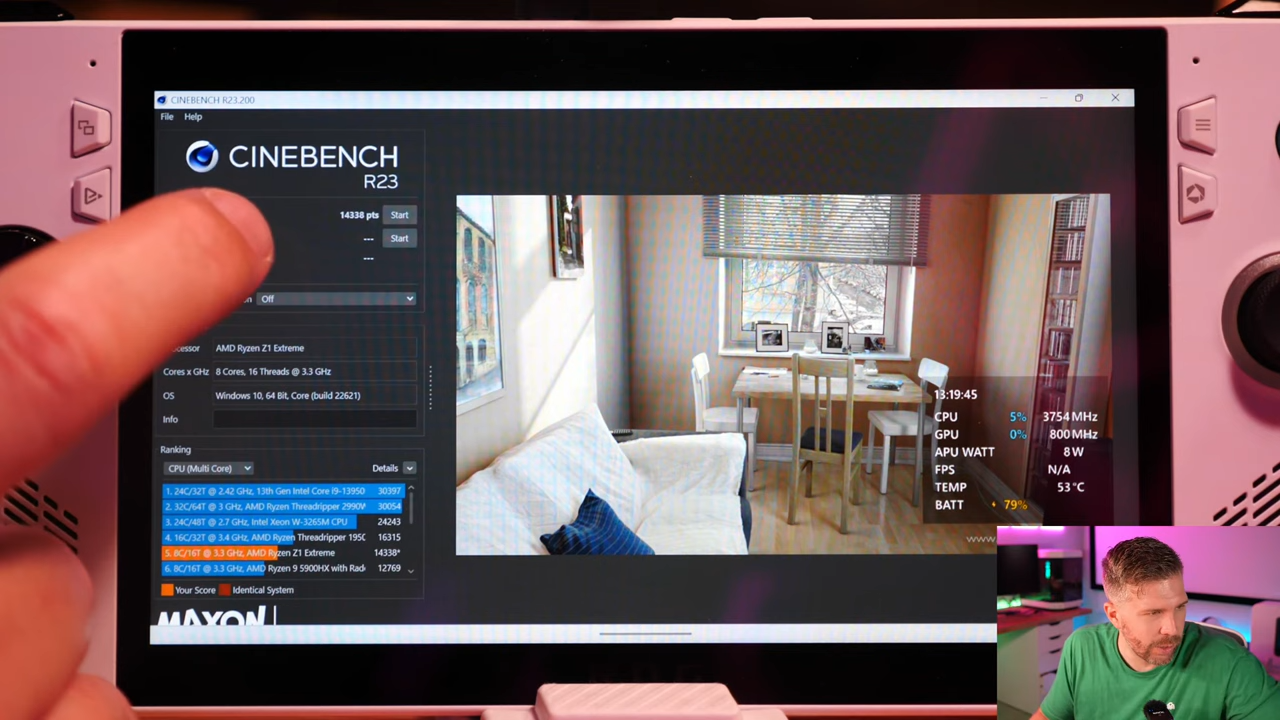 CINEBENCH R23.200
File Help
CINEBENCH
R23
14338 pts Start
--- Start
---
Off
AMD Ryzen Z1 Extreme
Cores x GHz 8 Cores, 16 Threads @ 3.3 GHz
OS Windows 10, 64 Bit, Core (build 22621)
Info
Ranking
CPU (Multi Core) Details
1. 24C/32T @ 2.42 GHz, 13th Gen Intel Core i9-13950 30397
2. 32C/64T @ 3 GHz, AMD Ryzen Threadripper 2990W 30054
3. 24C/48T @ 2.7 GHz, Intel Xeon W-3265M CPU 24243
4. 16C/32T @ 3.4 GHz, AMD Ryzen Threadripper 195 16315
5. 8C/16T @ 3.3 GHz, AMD Ryzen Z1 Extreme 14338*
6. 8C/16T @ 3.3 GHz, AMD Ryzen 9 5900HX with Rad 12769
Your Score Identical System
MAXON
13:19:45
CPU 5% 3754 MHz
GPU 0% 800 MHz
APU WATT 8 W
FPS N/A
TEMP 53 °C
BATT 79%
www.